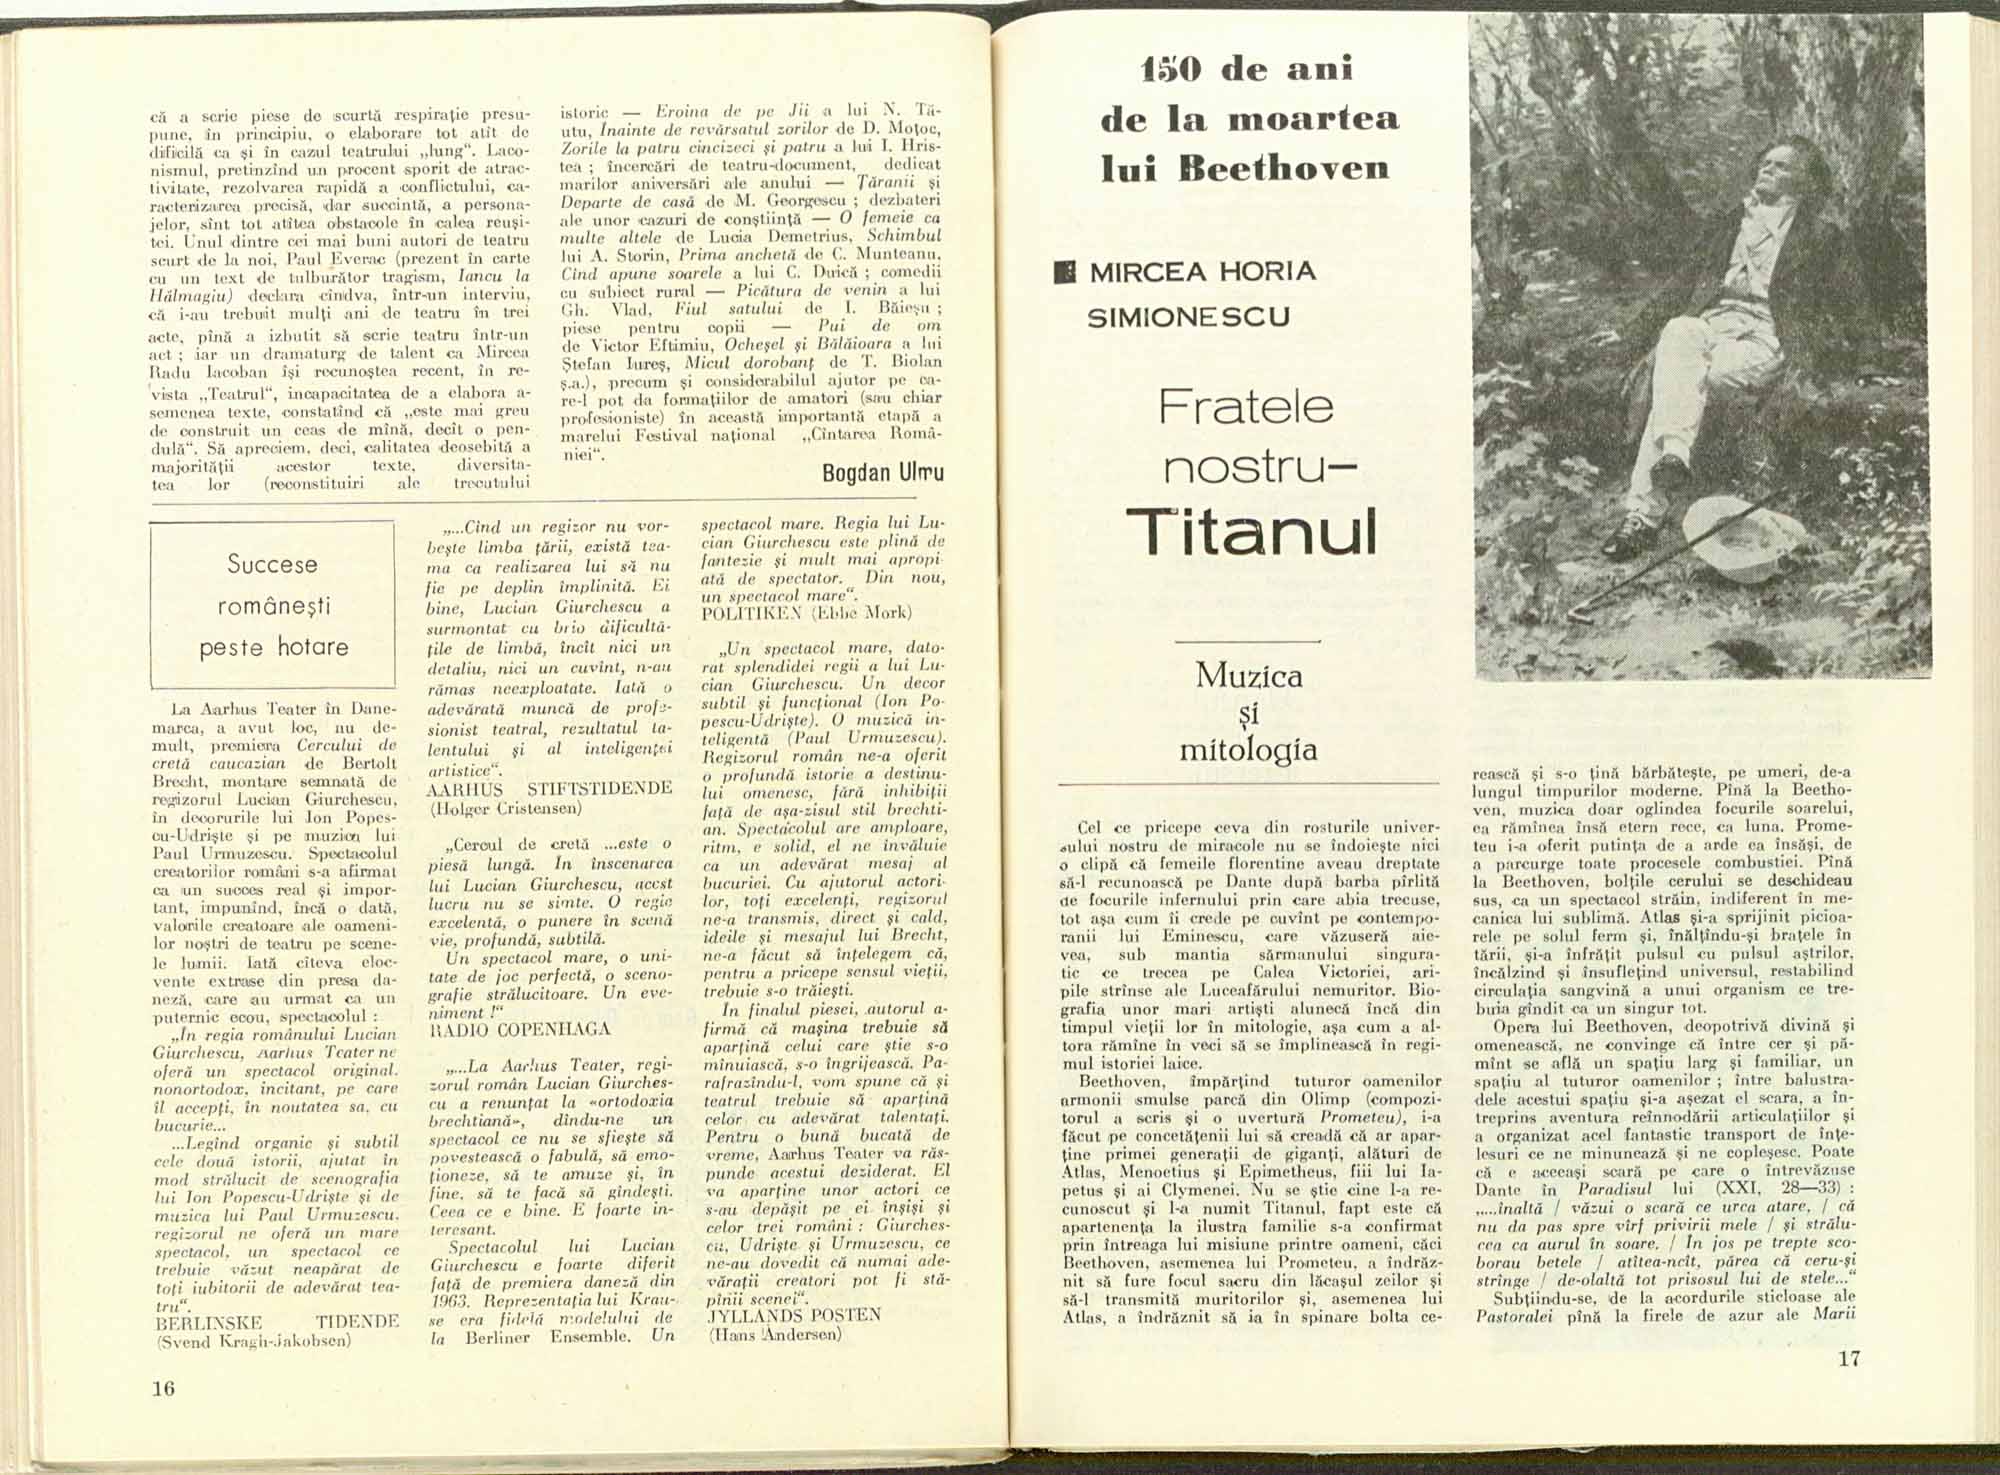 că a scrie piese de scurtă respirație presu-
pune, în principiu, o elaborare tot atît de
dificilă ca și în cazul teatrului „lung“. Laco-
nismul, pretinzînd un procent sporit de atrac-
tivitate, rezolvarea rapidă a conflictului, ca-
racterizarea precisă, dar succintă, a persona-
jelor, sînt tot atîtea obstacole în calea reuși-
tei. Unul dintre cei mai buni autori de teatru
scurt de la noi, Paul Everac (prezent în carte
cu un text de tulburător tragism, Iancu la
Hălmagiu) declara cîndva, într-un interviu,
că i-au trebuit mulți ani de teatru în trei
acte, pînă a izbutit să scrie teatru într-un
act ; iar un dramaturg de talent ca Mircea
Radu Iacoban își recunoștea recent, în re-
vista „Teatrul“, incapacitatea de a elabora a-
semenea texte, constatînd că „este mai greu
de construit un ceas de mînă, decît o pen-
dulă“. Să apreciem, deci, calitatea deosebită a
majorității acestor texte, diversita-
tea lor (reconstituiri ale trecutului
istoric — Eroina de pe Jii a lui N. Tă-
utu, Înainte de revărsatul zorilor de D. Moțoc,
Zorile la patru cincizeci și patru a lui I. Hris-
tea ; încercări de teatru-document, dedicat
marilor aniversări ale anului — Țăranii și
Departe de casă de M. Georgescu ; dezbateri
ale unor cazuri de conștiință — O femeie ca
multe altele de Lucia Demetrius, Schimbul
lui A. Storin, Prima anchetă de C. Munteanu,
Cînd apune soarele a lui C. Duică ; comedii
cu subiect rural — Picătura de venin a lui
Gh. Vlad, Fiul satului de I. Băieșu ;
piese pentru copii — Pui de om
de Victor Eftimiu, Ocheșel și Bălăioara a lui
Ștefan Iureș, Micul dorobanț de T. Biolan
ș.a.), precum și considerabilul ajutor pe ca-
re-l pot da formațiilor de amatori (sau chiar
profesioniste) în această importantă etapă a
marelui Festival național „Cîntarea Româ-
niei“.
Bogdan Ulmu
Succese
românești
peste hotare
La Aarhus Teater în Dane-
marca, a avut loc, nu de-
mult, premiera Cercului de
cretă caucazian de Bertolt
Brecht, montare semnată de
regizorul Lucian Giurchescu,
în decorurile lui Ion Popes-
cu-Udriște și pe muzica lui
Paul Urmuzescu. Spectacolul
creatorilor români s-a afirmat
ca un succes real și impor-
tant, impunînd, încă o dată,
valorile creatoare ale oameni-
lor noștri de teatru pe scene-
le lumii. Iată cîteva eloc-
vente extrase din presa da-
neză, care au urmat ca un
puternic ecou, spectacolul :
„In regia românului Lucian
Giurchescu, Aarhus Teater ne
oferă un spectacol original,
nonortodox, incitant, pe care
îl accepți, în noutatea sa, cu
bucurie...
...Legînd organic și subtil
cele două istorii, ajutat în
mod strălucit de scenografia
lui Ion Popescu-Udriște și de
muzica lui Paul Urmuzescu,
regizorul ne oferă un mare
spectacol, un spectacol ce
trebuie văzut neapărat de
toți iubitorii de adevărat tea-
tru“.
BERLINSKE TIDENDE
(Svend Kragh-Jakobsen)
„...Cînd un regizor nu vor-
bește limba țării, există tea-
ma ca realizarea lui să nu
fie pe deplin împlinită. Ei
bine, Lucian Giurchescu a
surmontat cu brio dificultă-
țile de limbă, încît nici un
detaliu, nici un cuvînt, n-au
rămas neexploatate. Iată o
adevărată muncă de profe-
sionist teatral, rezultatul ta-
lentului și al inteligenței
artistice“.
AARHUS STIFTSTIDENDE
(Holger Cristensen)
„Cercul de cretă ...este o
piesă lungă. In înscenarea
lui Lucian Giurchescu, acest
lucru nu se simte. O regie
excelentă, o punere în scenă
vie, profundă, subtilă.
Un spectacol mare, o uni-
tate de joc perfectă, o sceno-
grafie strălucitoare. Un eve-
niment !“
RADIO COPENHAGA
„...La Aarhus Teater, regi-
zorul român Lucian Giurches-
cu a renunțat la «ortodoxia
brechtiană», dîndu-ne un
spectacol ce nu se sfiește să
povestească o fabulă, să emo-
ționeze, să te amuze și, în
fine, să te facă să gîndești.
Ceea ce e bine. E foarte in-
teresant.
Spectacolul lui Lucian
Giurchescu e foarte diferit
față de premiera daneză din
1963. Reprezentația lui Krau-
se era fidelă modelului de
la Berliner Ensemble. Un
spectacol mare. Regia lui Lu-
cian Giurchescu este plină de
fantezie și mult mai apropi-
ată de spectator. Din nou,
un spectacol mare“.
POLITIKEN (Ebbe Mork)
„Un spectacol mare, dato-
rat splendidei regii a lui Lu-
cian Giurchescu. Un decor
subtil și funcțional (Ion Po-
pescu-Udriște). O muzică in-
teligentă (Paul Urmuzescu).
Regizorul român ne-a oferit
o profundă istorie a destinu-
lui omenesc, fără inhibiții
față de așa-zisul stil brechti-
an. Spectacolul are amploare,
ritm, e solid, el ne învăluie
ca un adevărat mesaj al
bucuriei. Cu ajutorul actori-
lor, toți excelenți, regizorul
ne-a transmis, direct și cald,
ideile și mesajul lui Brecht,
ne-a făcut să înțelegem că,
pentru a pricepe sensul vieții,
trebuie s-o trăiești.
In finalul piesei, autorul a-
firmă că mașina trebuie să
aparțină celui care știe s-o
mînuiască, s-o îngrijească. Pa-
rafrazîndu-l, vom spune că și
teatrul trebuie să aparțină
celor cu adevărat talentați.
Pentru o bună bucată de
vreme, Aarhus Teater va răs-
punde acestui deziderat. El
va aparține unor actori ce
s-au depășit pe ei înșiși și
celor trei români : Giurches-
cu, Udriște și Urmuzescu, ce
ne-au dovedit că numai ade-
vărații creatori pot fi stă-
pînii scenei“.
JYLLANDS POSTEN
(Hans Andersen)
16
150 de ani
de la moartea
lui Beethoven
MIRCEA HORIA
SIMIONESCU
Fratele
nostru–
Titanul
Muzica
și
mitologia
Cel ce pricepe ceva din rosturile univer-
sului nostru de miracole nu se îndoiește nici
o clipă că femeile florentine aveau dreptate
să-l recunoască pe Dante după barba pîrlită
de focurile infernului prin care abia trecuse,
tot așa cum îi crede pe cuvînt pe contempo-
ranii lui Eminescu, care văzuseră aie-
vea, sub mantia sărmanului singura-
tic ce trecea pe Calea Victoriei, ari-
pile strînse ale Luceafărului nemuritor. Bio-
grafia unor mari artiști alunecă încă din
timpul vieții lor în mitologie, așa cum a al-
tora rămîne în veci să se împlinească în regi-
mul istoriei laice.
Beethoven, împărțind tuturor oamenilor
armonii smulse parcă din Olimp (compozi-
torul a scris și o uvertură Prometeu), i-a
făcut pe concetățenii lui să creadă că ar apar-
ține primei generații de giganți, alături de
Atlas, Menoetius și Epimetheus, fiii lui Ia-
petus și ai Clymenei. Nu se știe cine l-a re-
cunoscut și l-a numit Titanul, fapt este că
apartenența la ilustra familie s-a confirmat
prin întreaga lui misiune printre oameni, căci
Beethoven, asemenea lui Prometeu, a îndrăz-
nit să fure focul sacru din lăcașul zeilor și
să-l transmită muritorilor și, asemenea lui
Atlas, a îndrăznit să ia în spinare bolta ce-
rească și s-o țină bărbătește, pe umeri, de-a
lungul timpurilor moderne. Pînă la Beetho-
ven, muzica doar oglindea focurile soarelui,
ea rămînea însă etern rece, ca luna. Prome-
teu i-a oferit putința de a arde ea însăși, de
a parcurge toate procesele combustiei. Pînă
la Beethoven, bolțile cerului se deschideau
sus, ca un spectacol străin, indiferent în me-
canica lui sublimă. Atlas și-a sprijinit picioa-
rele pe solul ferm și, înălțîndu-și brațele în
tării, și-a înfrățit pulsul cu pulsul aștrilor,
încălzind și însuflețind universul, restabilind
circulația sangvină a unui organism ce tre-
buia gîndit ca un singur tot.
Opera lui Beethoven, deopotrivă divină și
omenească, ne convinge că între cer și pă-
mînt se află un spațiu larg și familiar, un
spațiu al tuturor oamenilor ; între balustra-
dele acestui spațiu și-a așezat el scara, a în-
treprins aventura reînnodării articulațiilor și
a organizat acel fantastic transport de înțe-
lesuri ce ne minunează și ne copleșesc. Poate
că e aceeași scară pe care o întrevăzuse
Dante în Paradisul lui (XXI, 28—33) :
„...înaltă / văzui o scară ce urca atare, / că
nu da pas spre vîrf privirii mele / și strălu-
cea ca aurul în soare. / In jos pe trepte sco-
borau betele / atîtea-ncît, părea că ceru-și
strînge / de-olaltă tot prisosul lui de stele...“
Subțiindu-se, de la acordurile sticloase ale
Pastoralei pînă la firele de azur ale Marii
17